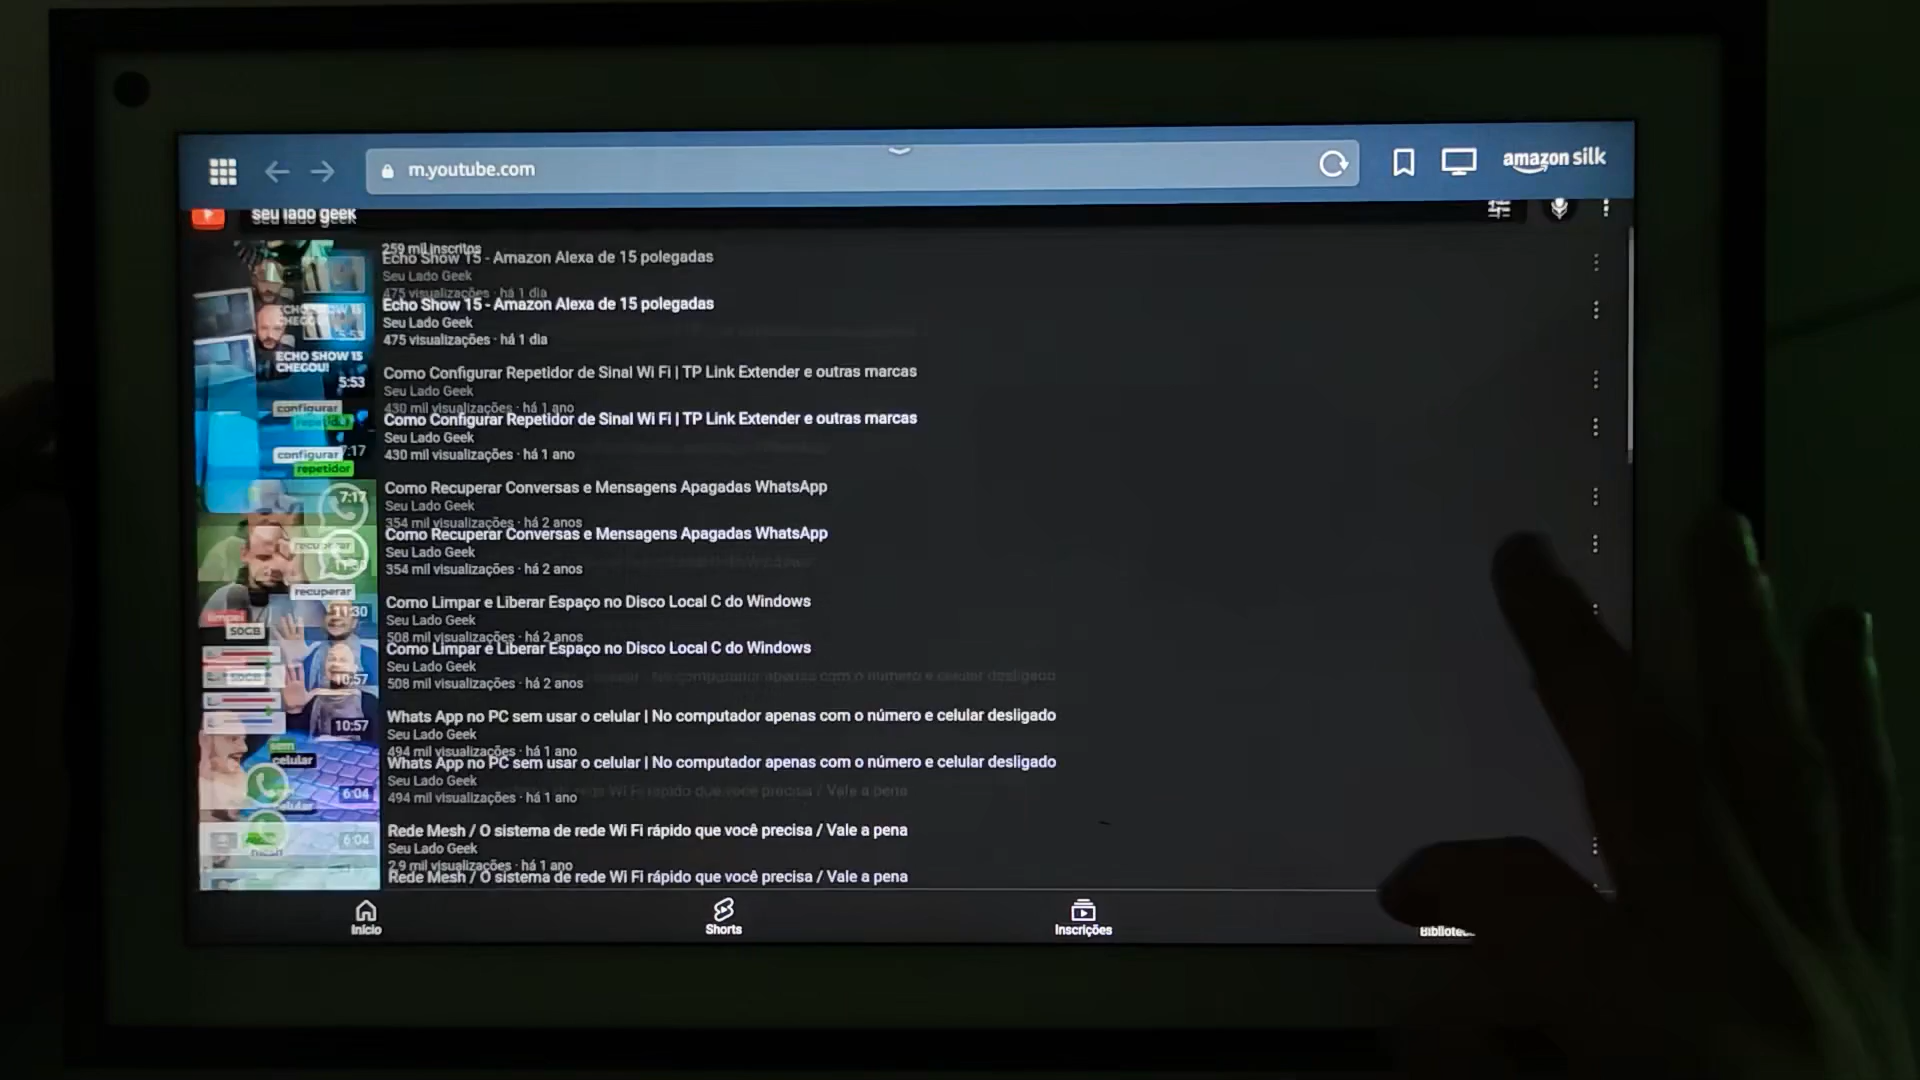 m.youtube.com
amazon silk
seu lado geek
259 mil inscritos
Echo Show 15 - Amazon Alexa de 15 polegadas
Seu Lado Geek
475 visualizações · há 1 dia
Echo Show 15 - Amazon Alexa de 15 polegadas
Seu Lado Geek
475 visualizações · há 1 dia
ECHO SHOW 15
CHEGOU!
5:53
Como Configurar Repetidor de Sinal Wi Fi | TP Link Extender e outras marcas
Seu Lado Geek
430 mil visualizações · há 1 ano
Como Configurar Repetidor de Sinal Wi Fi | TP Link Extender e outras marcas
Seu Lado Geek
430 mil visualizações · há 1 ano
configurar
repetidor
7:17
configurar
repetidor
7:17
Como Recuperar Conversas e Mensagens Apagadas WhatsApp
Seu Lado Geek
354 mil visualizações · há 2 anos
Como Recuperar Conversas e Mensagens Apagadas WhatsApp
Seu Lado Geek
354 mil visualizações · há 2 anos
recuperar
11:30
recuperar
11:30
Como Limpar e Liberar Espaço no Disco Local C do Windows
Seu Lado Geek
508 mil visualizações · há 2 anos
Como Limpar e Liberar Espaço no Disco Local C do Windows
Seu Lado Geek
508 mil visualizações · há 2 anos
50GB
50GB
10:57
10:57
Whats App no PC sem usar o celular | No computador apenas com o número e celular desligado
Seu Lado Geek
494 mil visualizações · há 1 ano
Whats App no PC sem usar o celular | No computador apenas com o número e celular desligado
Seu Lado Geek
494 mil visualizações · há 1 ano
sem
celular
6:04
celular
6:04
Rede Mesh / O sistema de rede Wi Fi rápido que você precisa / Vale a pena
Seu Lado Geek
2,9 mil visualizações · há 1 ano
Rede Mesh / O sistema de rede Wi Fi rápido que você precisa / Vale a pena
Início
Shorts
Inscrições